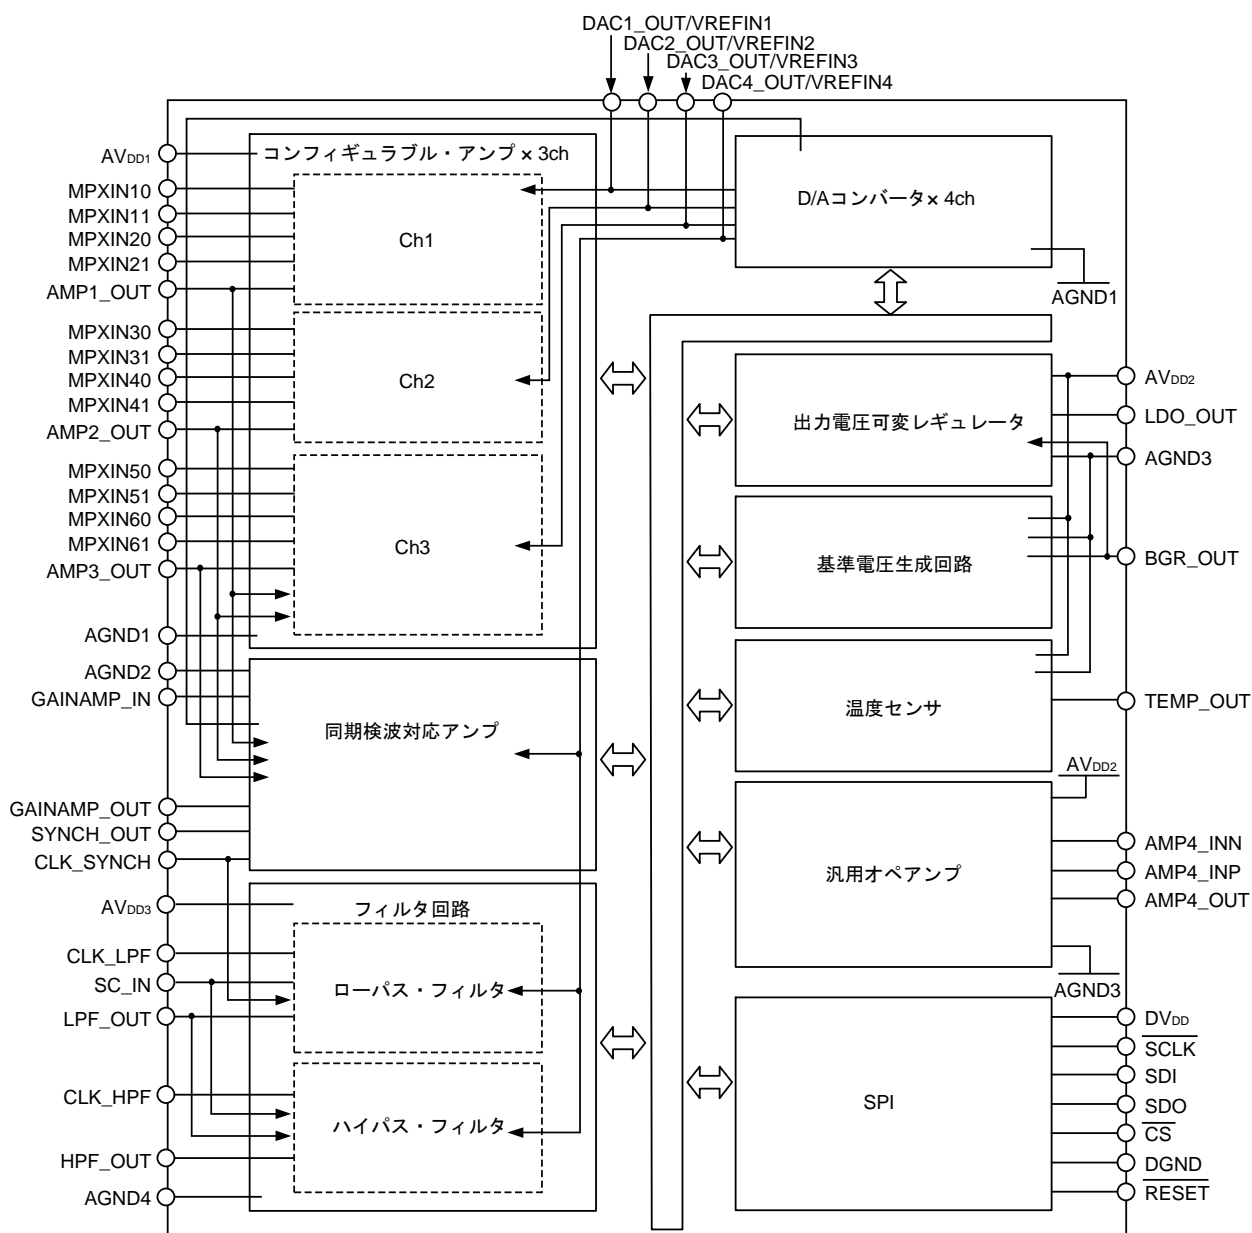 DAC1_OUT/VREFIN1
DAC2_OUT/VREFIN2
DAC3_OUT/VREFIN3
DAC4_OUT/VREFIN4
AVDD1
MPXIN10
MPXIN11
MPXIN20
MPXIN21
AMP1_OUT
MPXIN30
MPXIN31
MPXIN40
MPXIN41
AMP2_OUT
MPXIN50
MPXIN51
MPXIN60
MPXIN61
AMP3_OUT
AGND1
AGND2
GAINAMP_IN
GAINAMP_OUT
SYNCH_OUT
CLK_SYNCH
AVDD3
CLK_LPF
SC_IN
LPF_OUT
CLK_HPF
HPF_OUT
AGND4
コンフィギュラブル・アンプ × 3ch
Ch1
Ch2
Ch3
同期検波対応アンプ
フィルタ回路
ローパス・フィルタ
ハイパス・フィルタ
D/Aコンバータ× 4ch
AGND1
出力電圧可変レギュレータ
基準電圧生成回路
温度センサ
AVDD2
汎用オペアンプ
AGND3
SPI
AVDD2
LDO_OUT
AGND3
BGR_OUT
TEMP_OUT
AMP4_INN
AMP4_INP
AMP4_OUT
DVDD
SCLK
SDI
SDO
CS
DGND
RESET